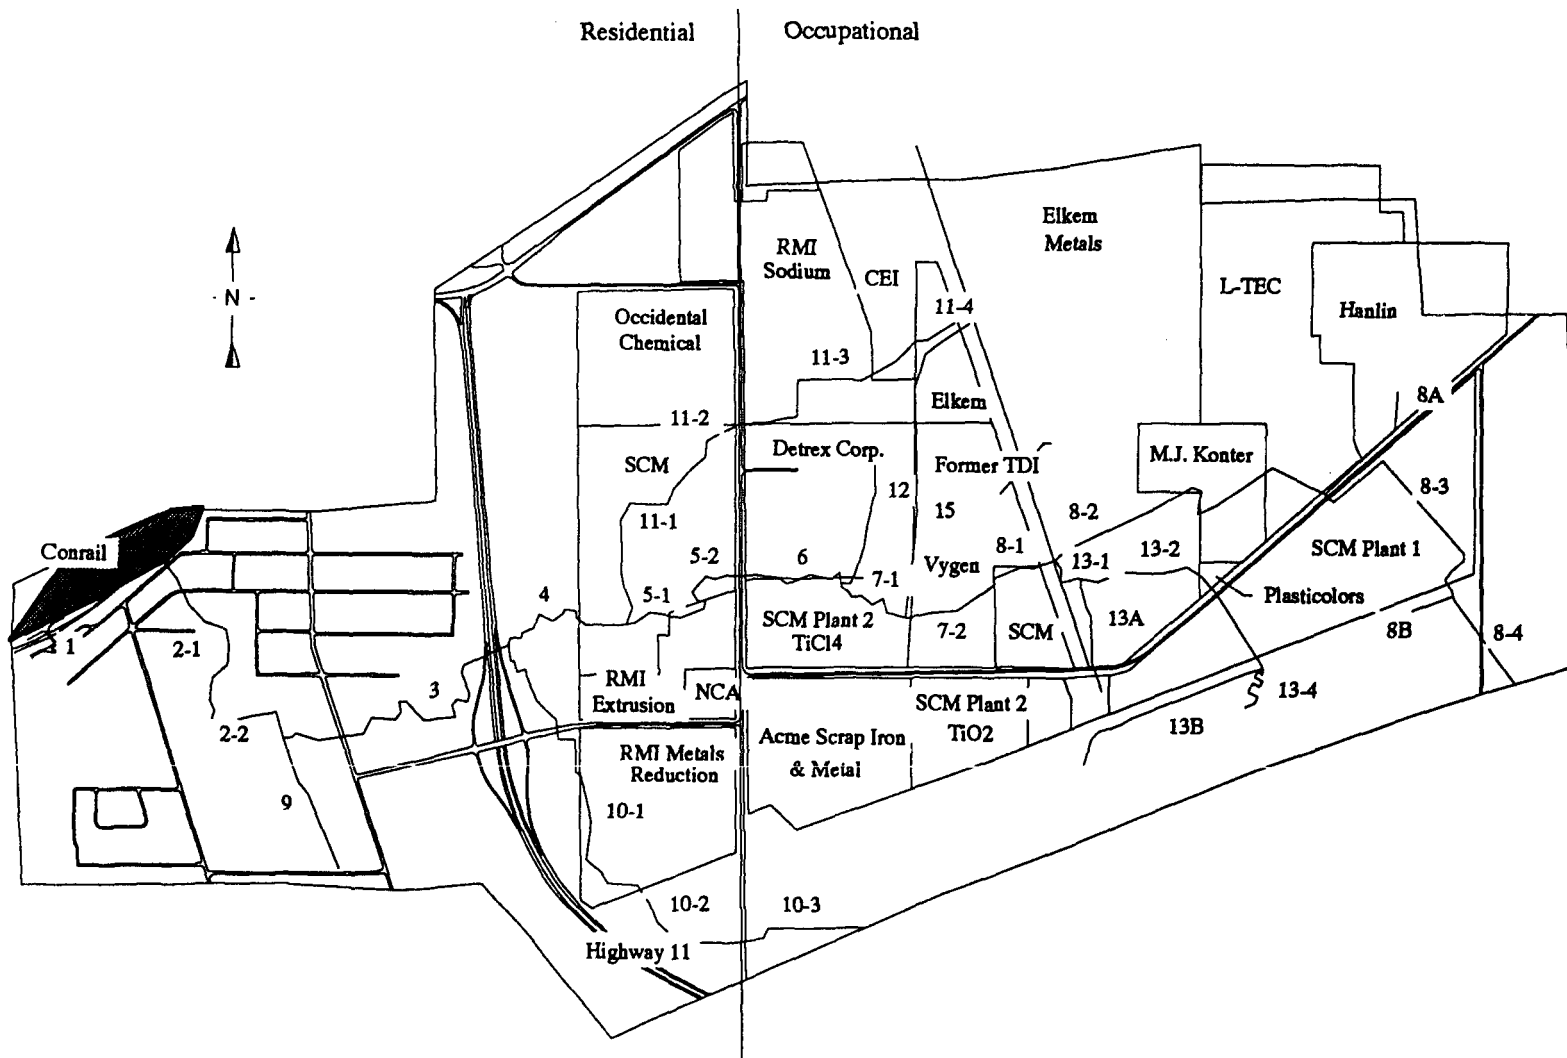 Residential
Occupational
Elkem
Metals
RMI
Sodium
CEI
L-TEC
- N -
11-4
Hanlin
Occidental
Chemical
11-3
8A
Elkem
11-2
Detrex Corp.
M.J. Konter
SCM
Former TDI
12
8-3
15
8-2
11-1
Conrail
5-2
6
8-1
13-1
13-2
SCM Plant 1
Vygen
7-1
4
5-1
Plasticolors
SCM Plant 2
TiCl4
7-2
SCM
13A
8B
8-4
1
2-1
3
RMI
Extrusion
NCA
13-4
SCM Plant 2
TiO2
2-2
13B
Acme Scrap Iron
& Metal
RMI Metals
Reduction
9
10-1
10-2
10-3
Highway 11